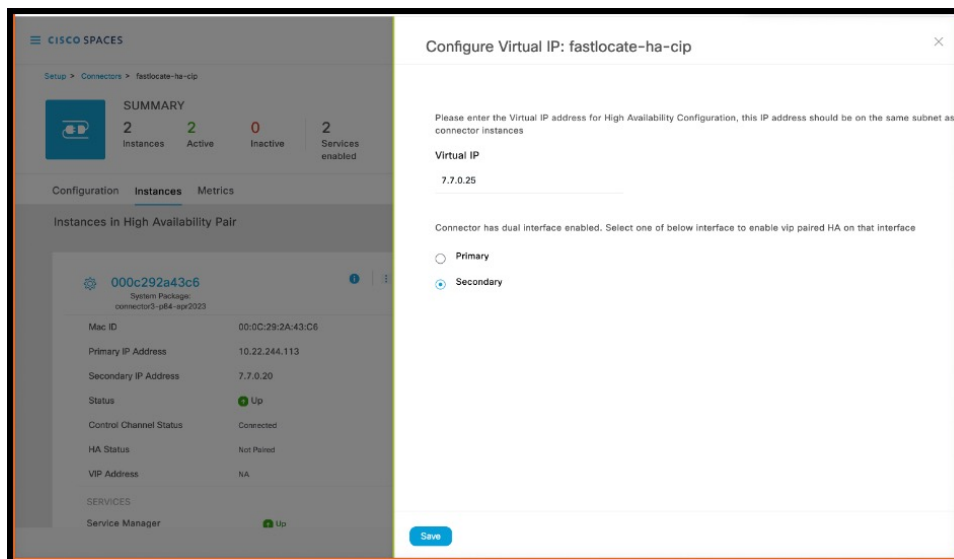 CISCO SPACES
Setup > Connectors > fastlocate-ha-cip
SUMMARY
2
Instances
2
Active
0
Inactive
2
Services
enabled
Configuration
Instances
Metrics
Instances in High Availability Pair
000c292a43c6
System Package:
connector3-p64-apr2023
Mac ID 00:0C:29:2A:43:C6
Primary IP Address 10.22.244.113
Secondary IP Address 7.7.0.20
Status Up
Control Channel Status Connected
HA Status Not Paired
VIP Address NA
SERVICES
Service Manager Up
Configure Virtual IP: fastlocate-ha-cip
Please enter the Virtual IP address for High Availability Configuration, this IP address should be on the same subnet as
connector instances
Virtual IP
7.7.0.25
Connector has dual interface enabled. Select one of below interface to enable vip paired HA on that interface
Primary
Secondary
Save